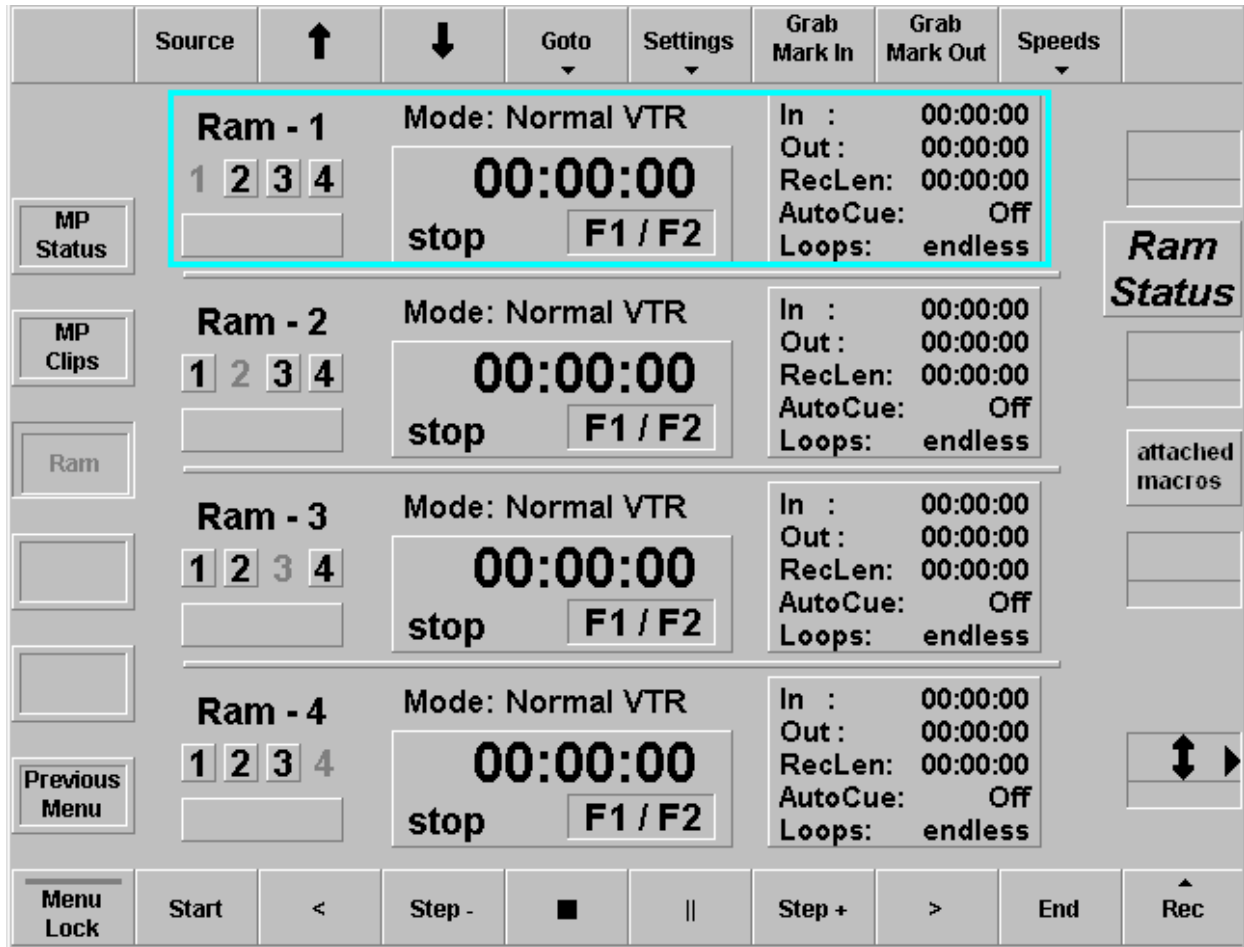 Source ↑ ↓ Goto Settings Grab Mark In Grab Mark Out Speeds
Ram - 1
1 2 3 4
Mode: Normal VTR
00:00:00
stop F1 / F2
In : 00:00:00
Out : 00:00:00
RecLen: 00:00:00
AutoCue: Off
Loops: endless
Ram - 2
1 2 3 4
Mode: Normal VTR
00:00:00
stop F1 / F2
In : 00:00:00
Out : 00:00:00
RecLen: 00:00:00
AutoCue: Off
Loops: endless
Ram - 3
1 2 3 4
Mode: Normal VTR
00:00:00
stop F1 / F2
In : 00:00:00
Out : 00:00:00
RecLen: 00:00:00
AutoCue: Off
Loops: endless
Ram - 4
1 2 3 4
Mode: Normal VTR
00:00:00
stop F1 / F2
In : 00:00:00
Out : 00:00:00
RecLen: 00:00:00
AutoCue: Off
Loops: endless
MP
Status
MP
Clips
Ram
Previous
Menu
Ram
Status
attached
macros
Menu Lock Start < Step - ■ || Step + > End Rec